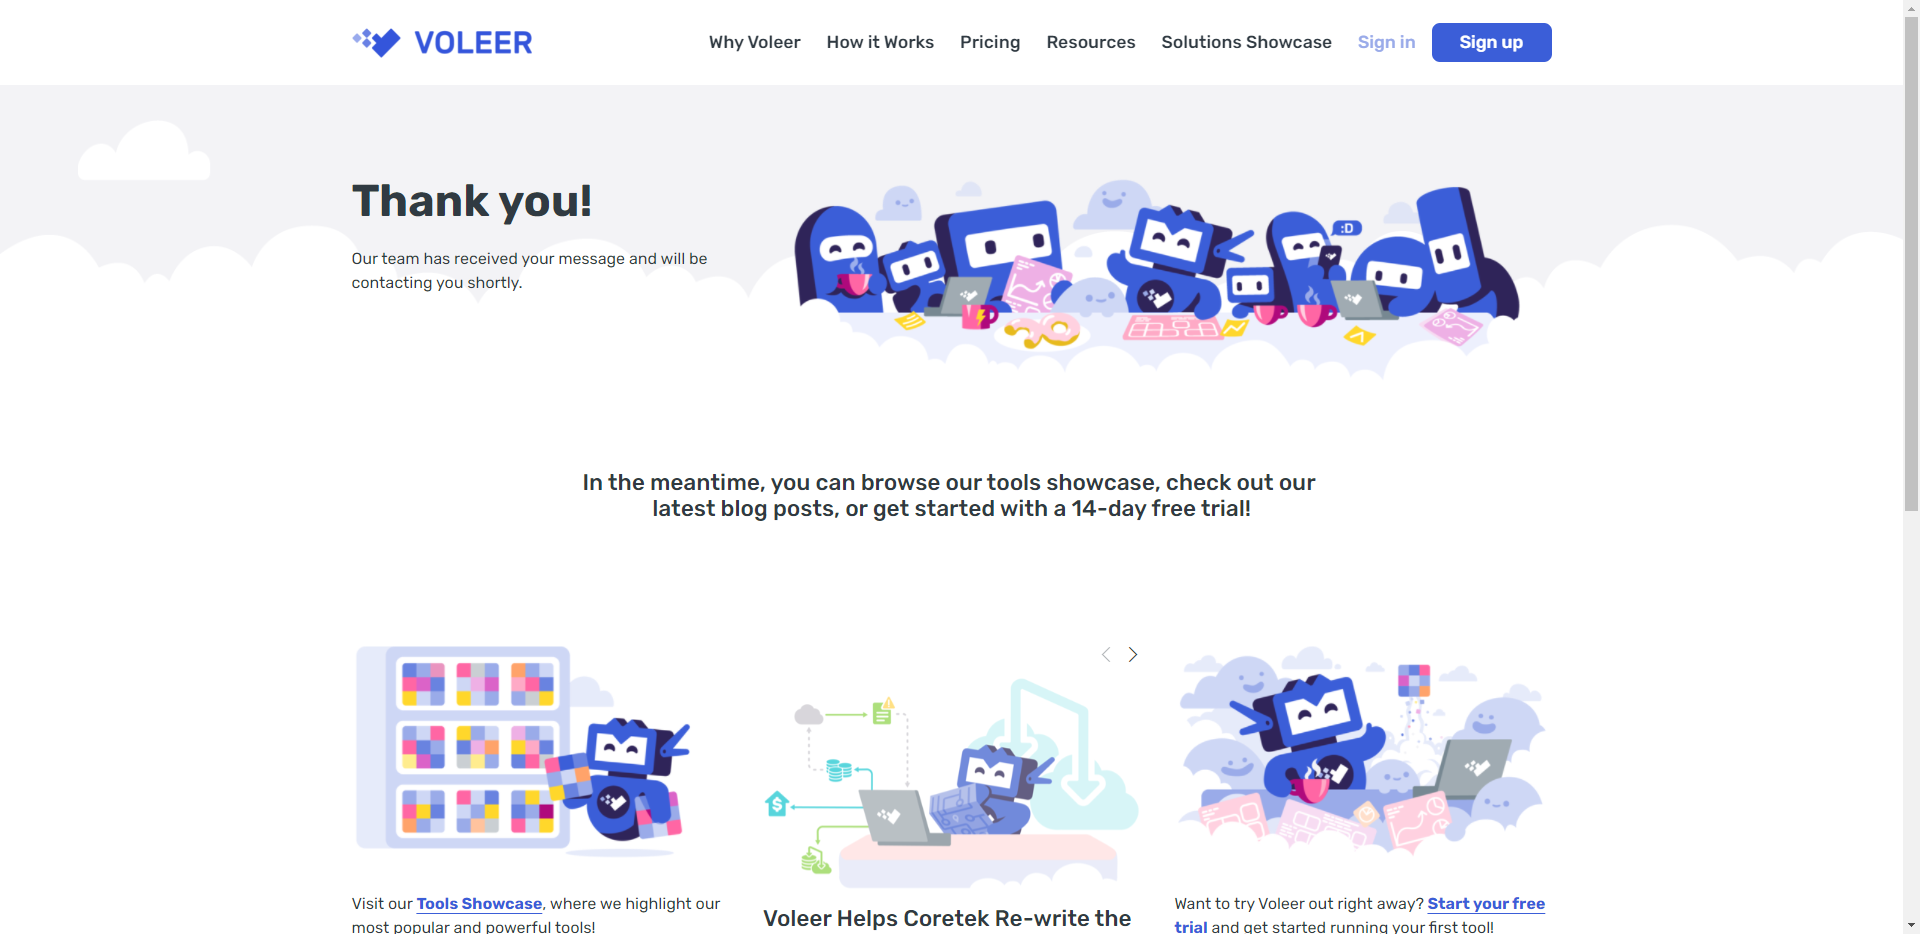 VOLEER
Why Voleer
How it Works
Pricing
Resources
Solutions Showcase
Sign in
Sign up
Thank you!
Our team has received your message and will be
contacting you shortly.
:D
In the meantime, you can browse our tools showcase, check out our
latest blog posts, or get started with a 14-day free trial!
Visit our Tools Showcase, where we highlight our
most popular and powerful tools!
Voleer Helps Coretek Re-write the
Want to try Voleer out right away? Start your free
trial and get started running your first tool!